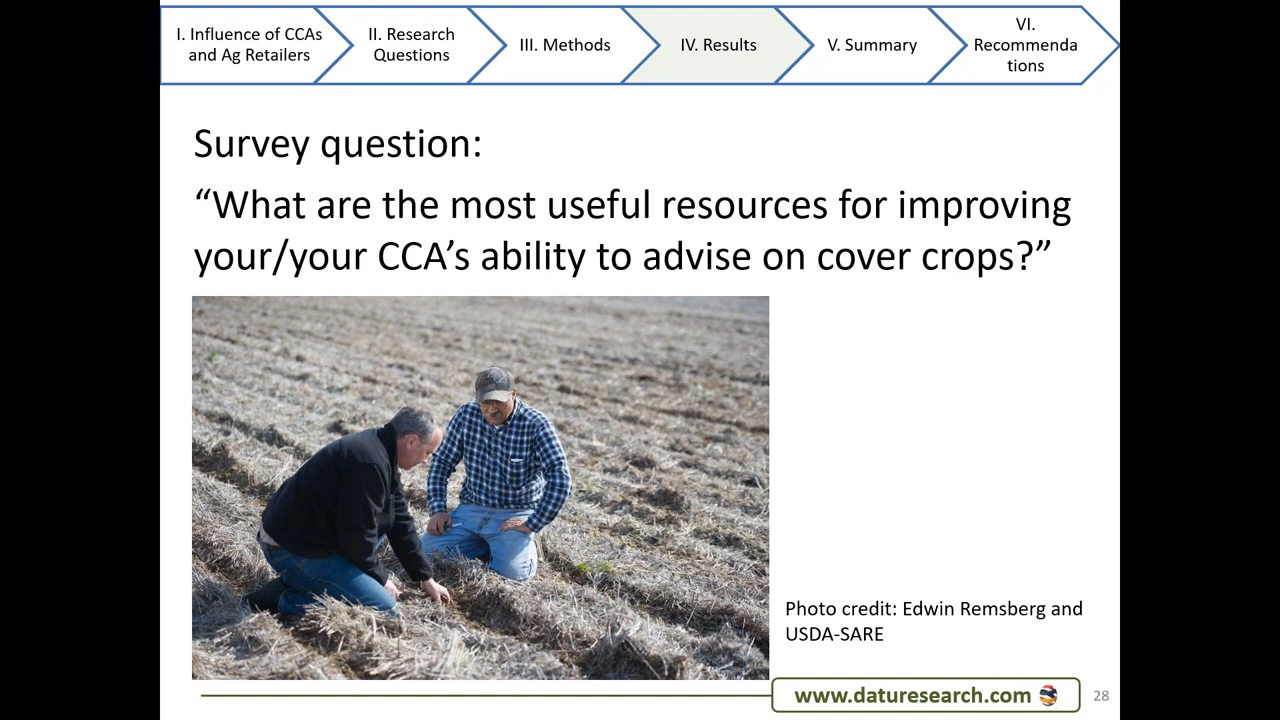 I. Influence of CCAs
and Ag Retailers
II. Research
Questions
III. Methods
IV. Results
V. Summary
VI.
Recommenda
tions
Survey question:
“What are the most useful resources for improving
your/your CCA’s ability to advise on cover crops?”
Photo credit: Edwin Remsberg and
USDA-SARE
www.daturesearch.com
28